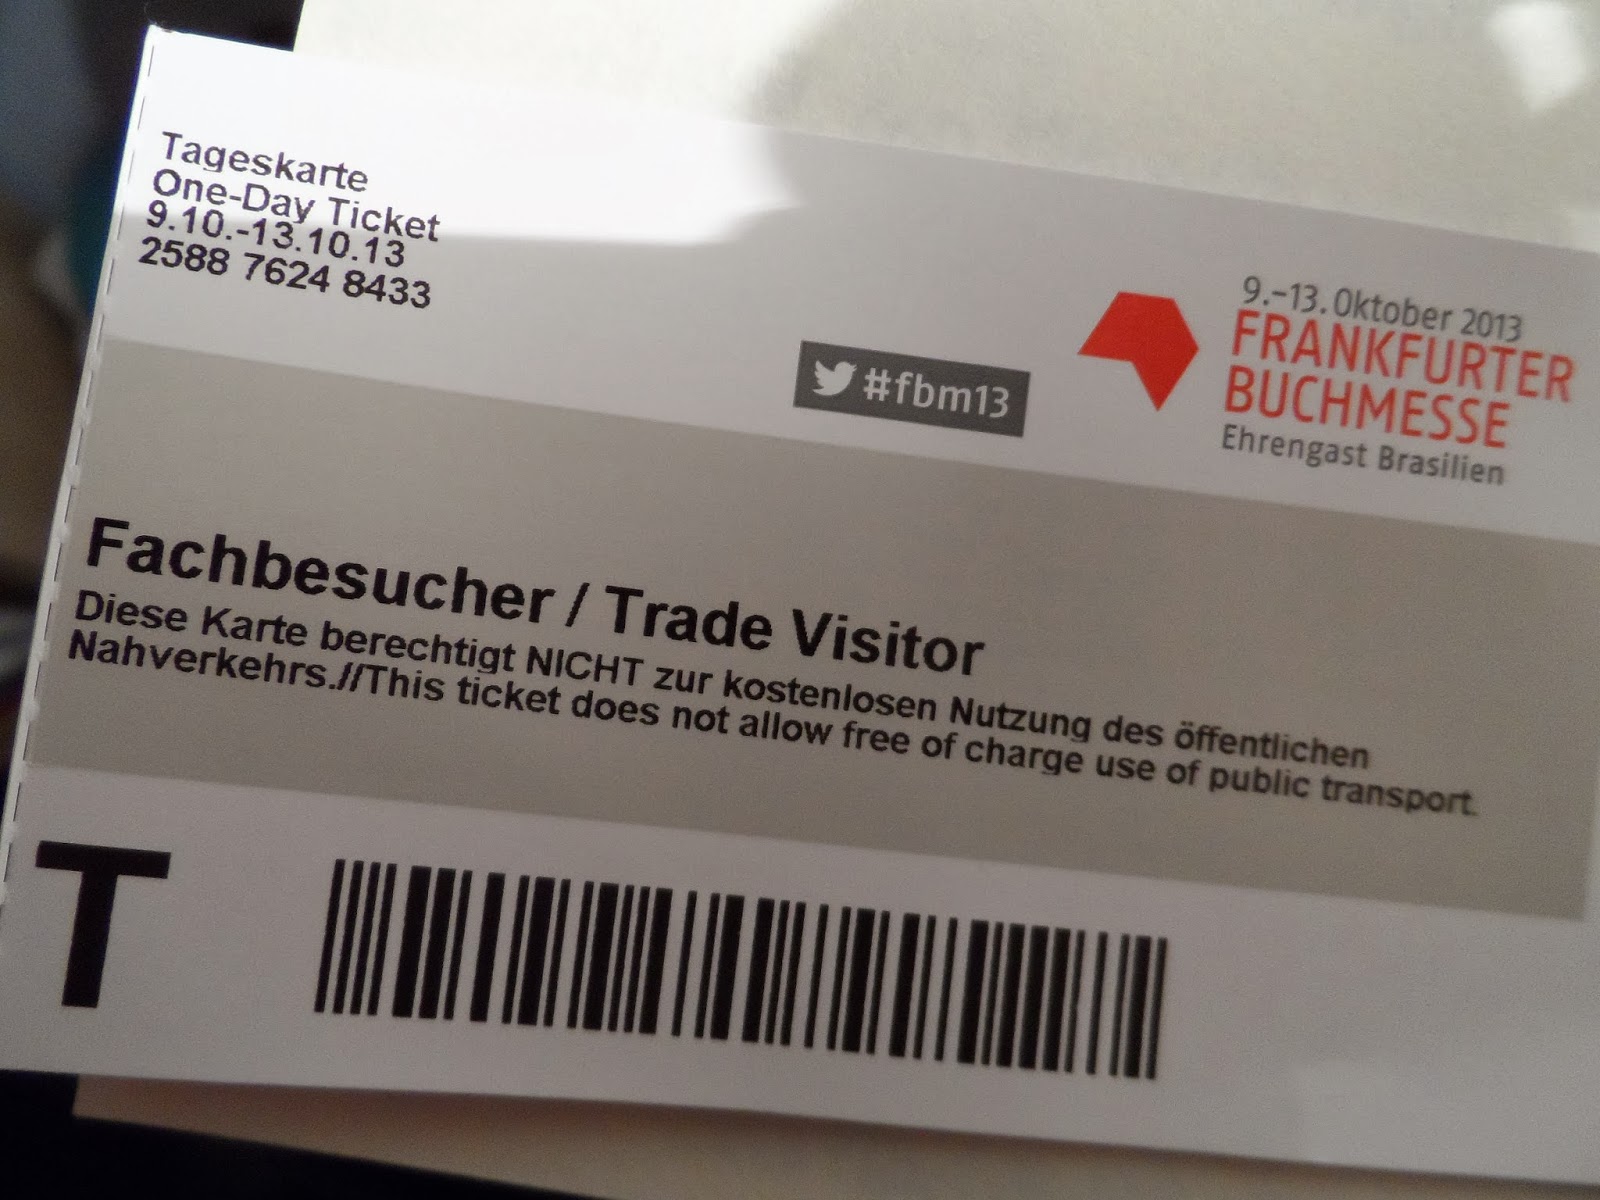 Tageskarte
One-Day Ticket
9.10.-13.10.13
2588 7624 8433
#fbm13
9.-13. Oktober 2013
FRANKFURTER
BUCHMESSE
Ehrengast Brasilien
Fachbesucher / Trade Visitor
Diese Karte berechtigt NICHT zur kostenlosen Nutzung des öffentlichen
Nahverkehrs.//This ticket does not allow free of charge use of public transport.
T